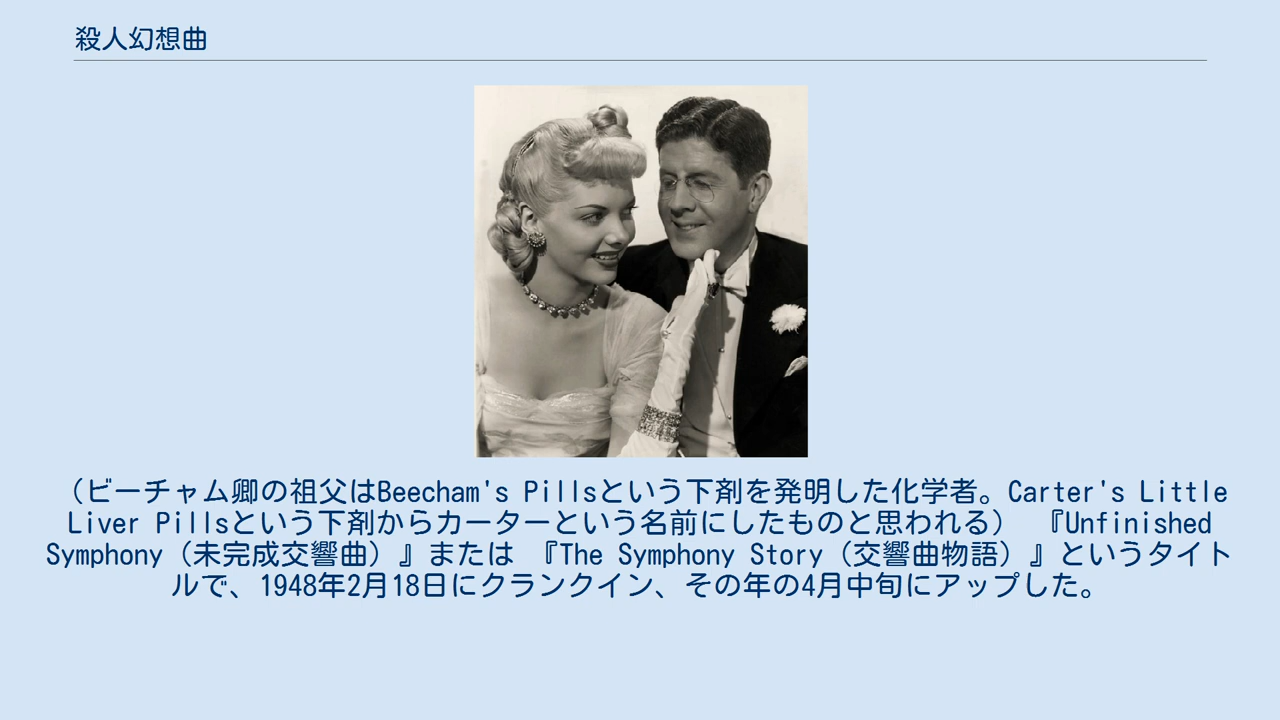 殺人幻想曲
（ビーチャム卿の祖父はBeecham's Pillsという下剤を発明した化学者。Carter's Little
Liver Pillsという下剤からカーターという名前にしたものと思われる） 『Unfinished
Symphony（未完成交響曲）』または 『The Symphony Story（交響曲物語）』というタイト
ルで、1948年2月18日にクランクイン、その年の4月中旬にアップした。